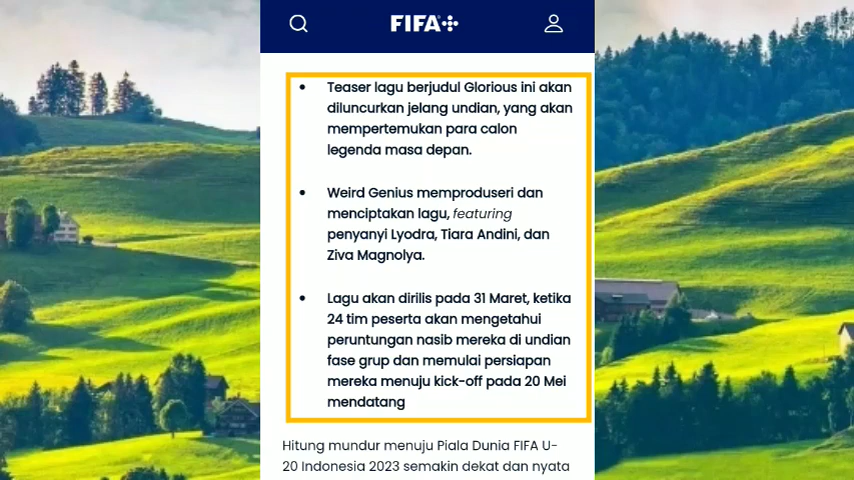 FIFA+
Teaser lagu berjudul Glorious ini akan
diluncurkan jelang undian, yang akan
mempertemukan para calon
legenda masa depan.
Weird Genius memproduseri dan
menciptakan lagu, featuring
penyanyi Lyodra, Tiara Andini, dan
Ziva Magnolya.
Lagu akan dirilis pada 31 Maret, ketika
24 tim peserta akan mengetahui
peruntungan nasib mereka di undian
fase grup dan memulai persiapan
mereka menuju kick-off pada 20 Mei
mendatang
Hitung mundur menuju Piala Dunia FIFA U-
20 Indonesia 2023 semakin dekat dan nyata